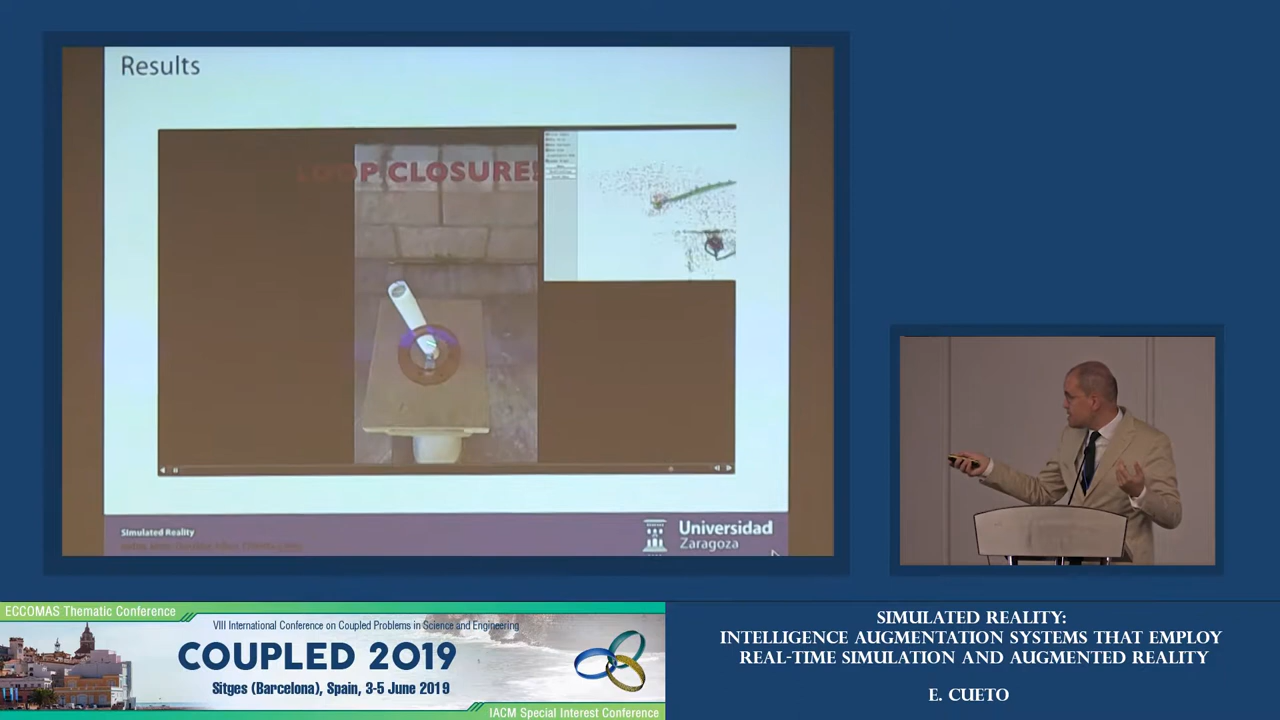 Results
LOOP CLOSURE!
Simulated Reality
Universidad
Zaragoza
ECCOMAS Thematic Conference
VIII International Conference on Coupled Problems in Science and Engineering
COUPLED 2019
Sitges (Barcelona), Spain, 3-5 June 2019
IACM Special Interest Conference
SIMULATED REALITY:
INTELLIGENCE AUGMENTATION SYSTEMS THAT EMPLOY
REAL-TIME SIMULATION AND AUGMENTED REALITY
E. CUETO